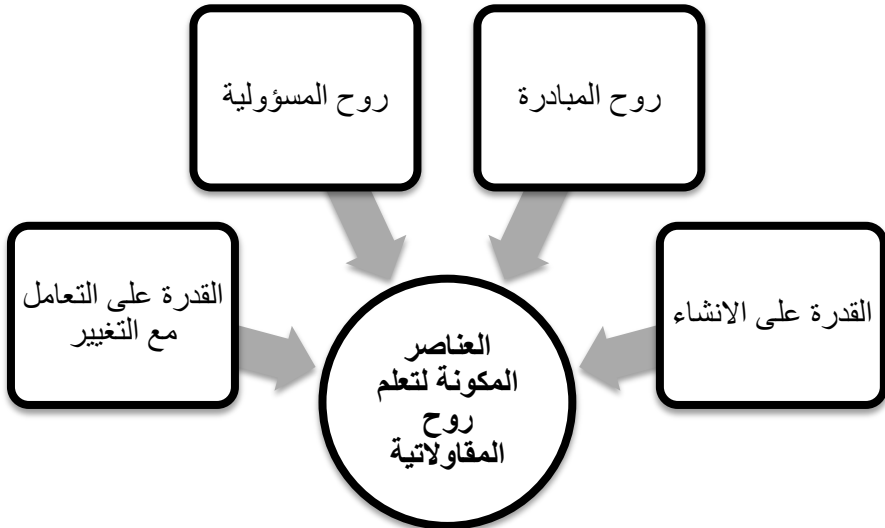 روح المبادرة
روح المسؤولية
القدرة على الانشاء
القدرة على التعامل
مع التغيير
العناصر
المكونة لتعلم
روح
المقاولاتية